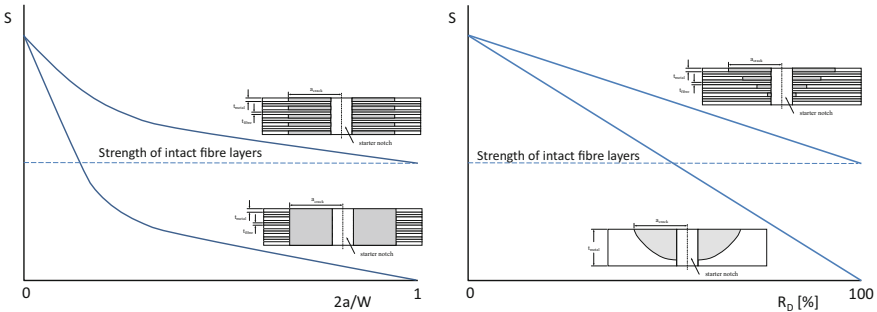 S
a_crack
t_metal
t_fibre
starter notch
Strength of intact fibre layers
a_crack
t_metal
t_fibre
starter notch
0
2a/W
1
S
a_crack
t_metal
t_fibre
starter notch
Strength of intact fibre layers
a_crack
t_metal
starter notch
0
R_D [%]
100